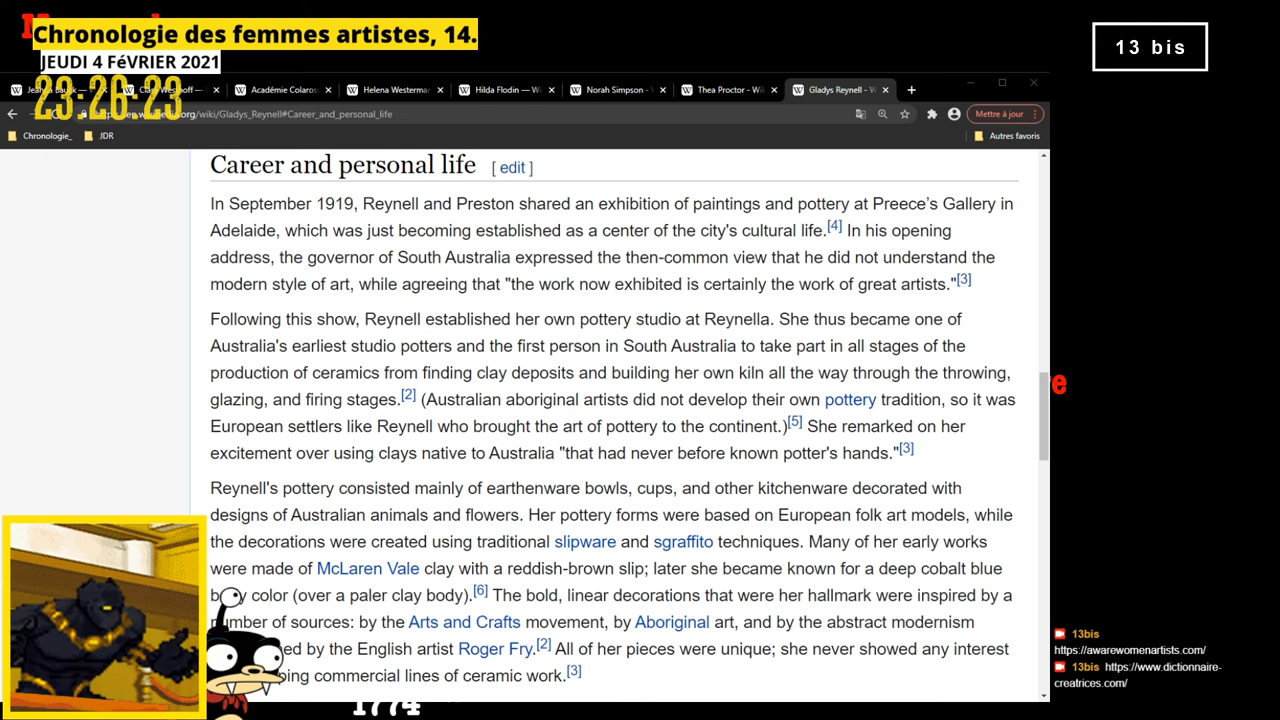 Chronologie des femmes artistes, 14.
JEUDI 4 FéVRIER 2021
23:26:23
13 bis
Académie Colaros
Helena Westerman
Hilda Flodin — W
Norah Simpson - W
Thea Proctor - Wi
Gladys Reynell - W
/wiki/Gladys_Reynell#Career_and_personal_life
Mettre à jour
Chronologie_
JDR
Autres favoris
Career and personal life [ edit ]
In September 1919, Reynell and Preston shared an exhibition of paintings and pottery at Preece's Gallery in
Adelaide, which was just becoming established as a center of the city's cultural life.[4] In his opening
address, the governor of South Australia expressed the then-common view that he did not understand the
modern style of art, while agreeing that "the work now exhibited is certainly the work of great artists."[3]
Following this show, Reynell established her own pottery studio at Reynella. She thus became one of
Australia's earliest studio potters and the first person in South Australia to take part in all stages of the
production of ceramics from finding clay deposits and building her own kiln all the way through the throwing,
glazing, and firing stages.[2] (Australian aboriginal artists did not develop their own pottery tradition, so it was
European settlers like Reynell who brought the art of pottery to the continent.)[5] She remarked on her
excitement over using clays native to Australia "that had never before known potter's hands."[3]
Reynell's pottery consisted mainly of earthenware bowls, cups, and other kitchenware decorated with
designs of Australian animals and flowers. Her pottery forms were based on European folk art models, while
the decorations were created using traditional slipware and sgraffito techniques. Many of her early works
were made of McLaren Vale clay with a reddish-brown slip; later she became known for a deep cobalt blue
color (over a paler clay body).[6] The bold, linear decorations that were her hallmark were inspired by a
number of sources: by the Arts and Crafts movement, by Aboriginal art, and by the abstract modernism
ed by the English artist Roger Fry.[2] All of her pieces were unique; she never showed any interest
ping commercial lines of ceramic work.[3]
13bis
https://awarewomenartists.com/
13bis https://www.dictionnaire-
creatrices.com/
1774